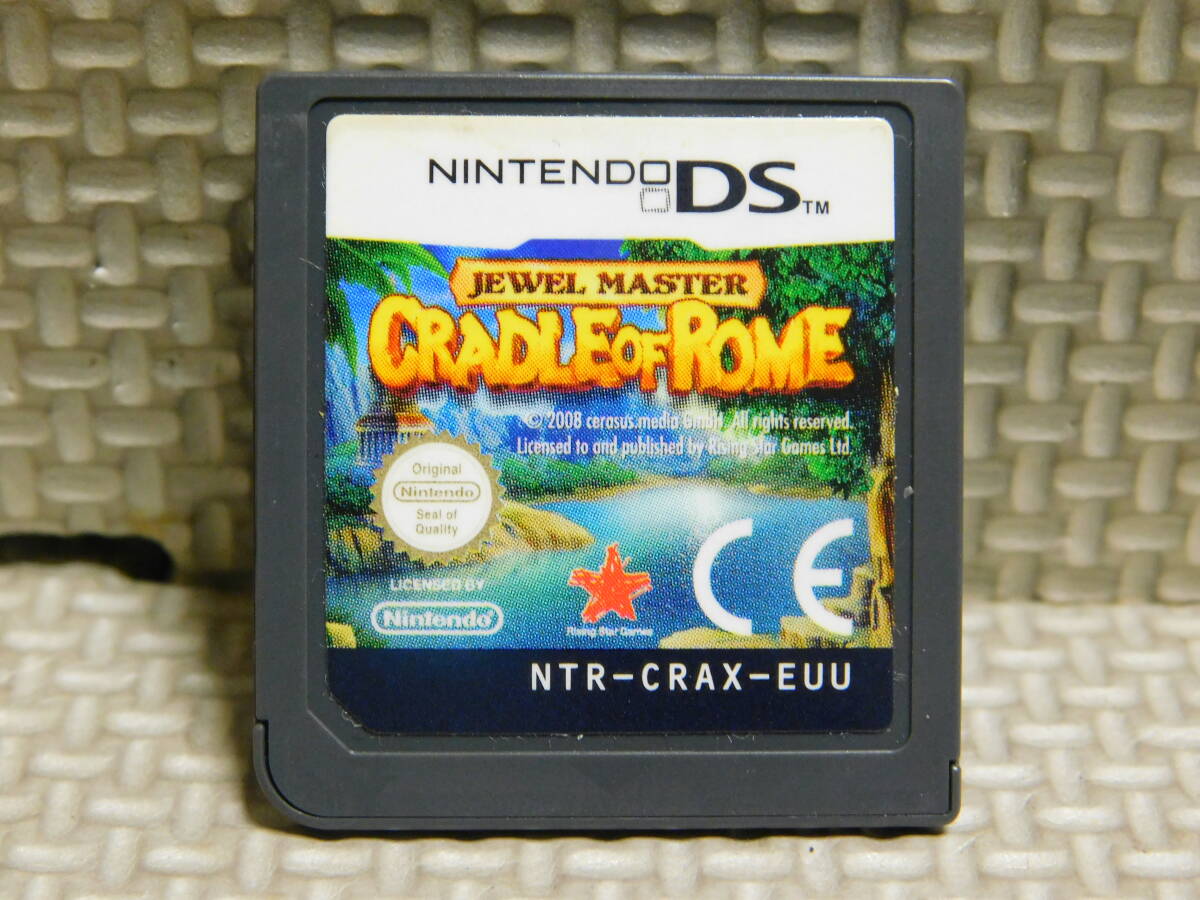 NINTENDO DS TM
JEWEL MASTER
CRADLE OF ROME
© 2008 cerasus.media GmbH. All rights reserved.
Licensed to and published by Rising Star Games Ltd.
Original
Nintendo
Seal of
Quality
LICENSED BY
Nintendo®
Rising Star Games
CE
NTR-CRAX-EUU